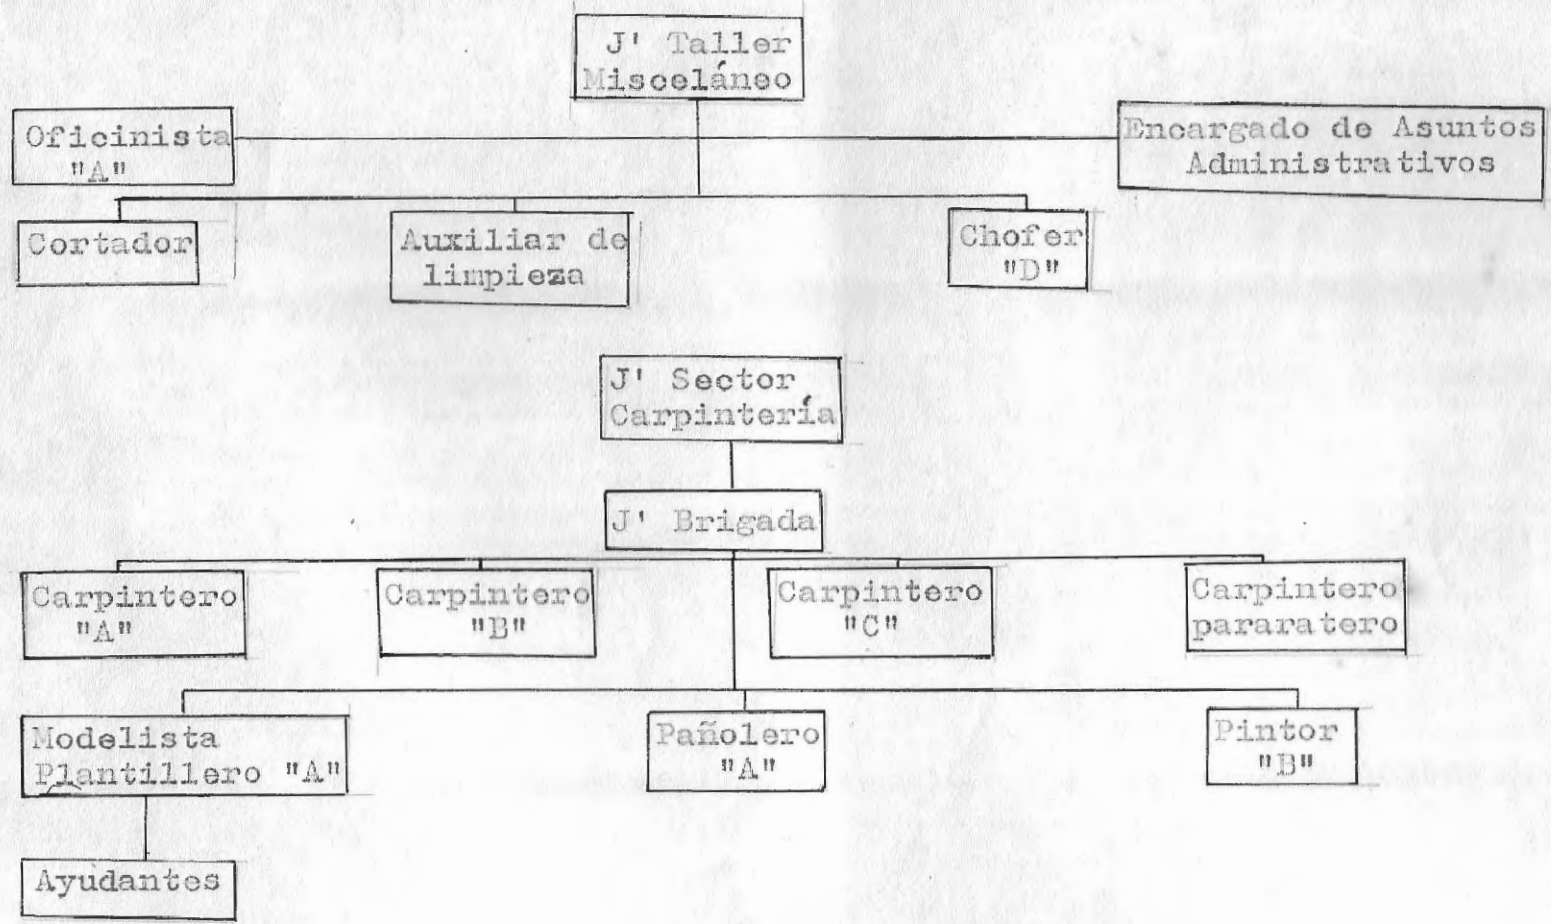 J' Taller
Misceláneo
Oficinista
"A"
Encargado de Asuntos
Administrativos
Cortador
Auxiliar de
limpieza
Chofer
"D"
J' Sector
Carpintería
J' Brigada
Carpintero
"A"
Carpintero
"B"
Carpintero
"C"
Carpintero
pararatero
Modelista
Plantillero "A"
Pañolero
"A"
Pintor
"B"
Ayudantes